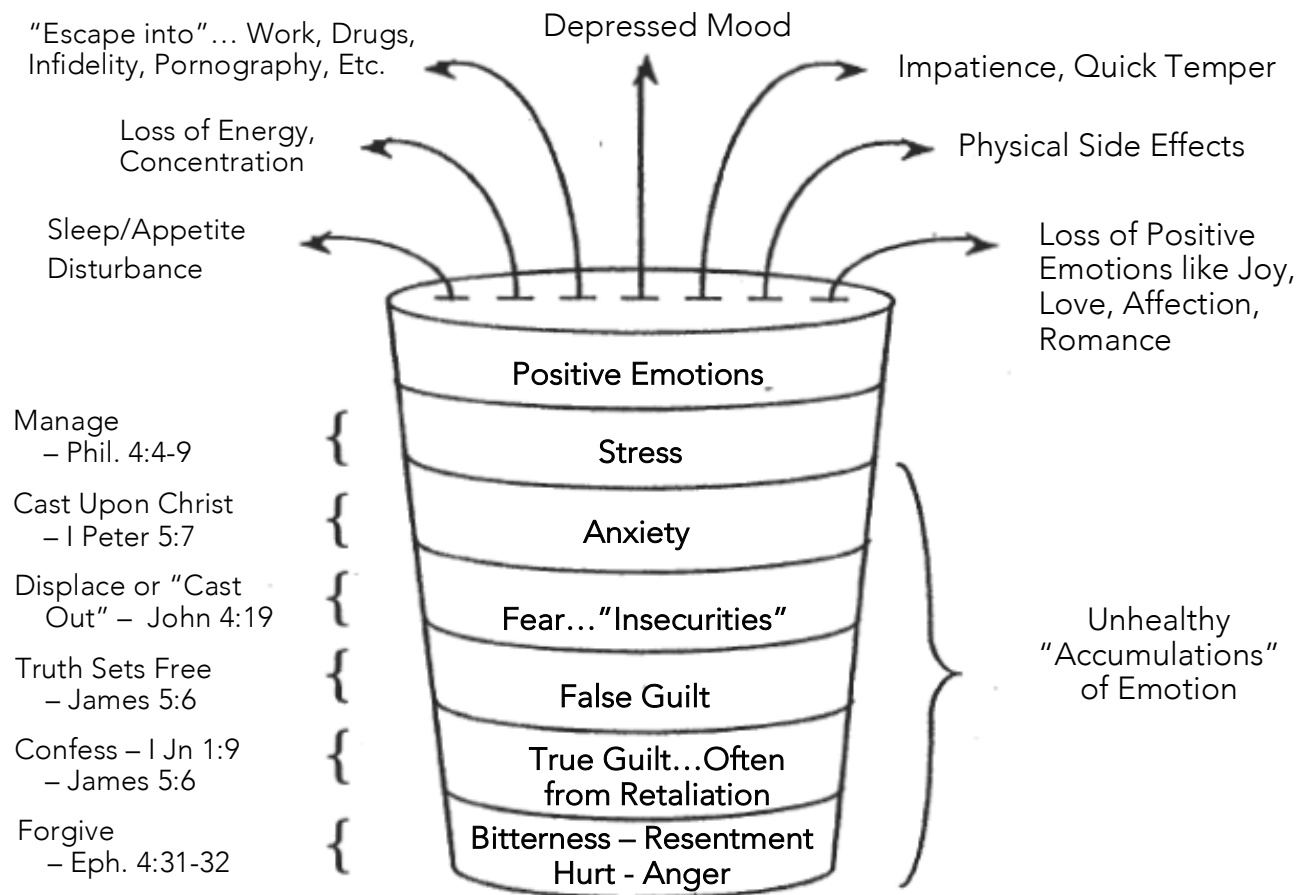 “Escape into”... Work, Drugs,
Infidelity, Pornography, Etc.
Depressed Mood
Impatience, Quick Temper
Loss of Energy,
Concentration
Physical Side Effects
Sleep/Appetite
Disturbance
Loss of Positive
Emotions like Joy,
Love, Affection,
Romance
Positive Emotions
Manage
– Phil. 4:4-9
Stress
Cast Upon Christ
– I Peter 5:7
Anxiety
Displace or “Cast
Out” – John 4:19
Fear...”Insecurities”
Truth Sets Free
– James 5:6
False Guilt
Confess – I Jn 1:9
– James 5:6
True Guilt...Often
from Retaliation
Forgive
– Eph. 4:31-32
Bitterness – Resentment
Hurt - Anger
Unhealthy
“Accumulations”
of Emotion